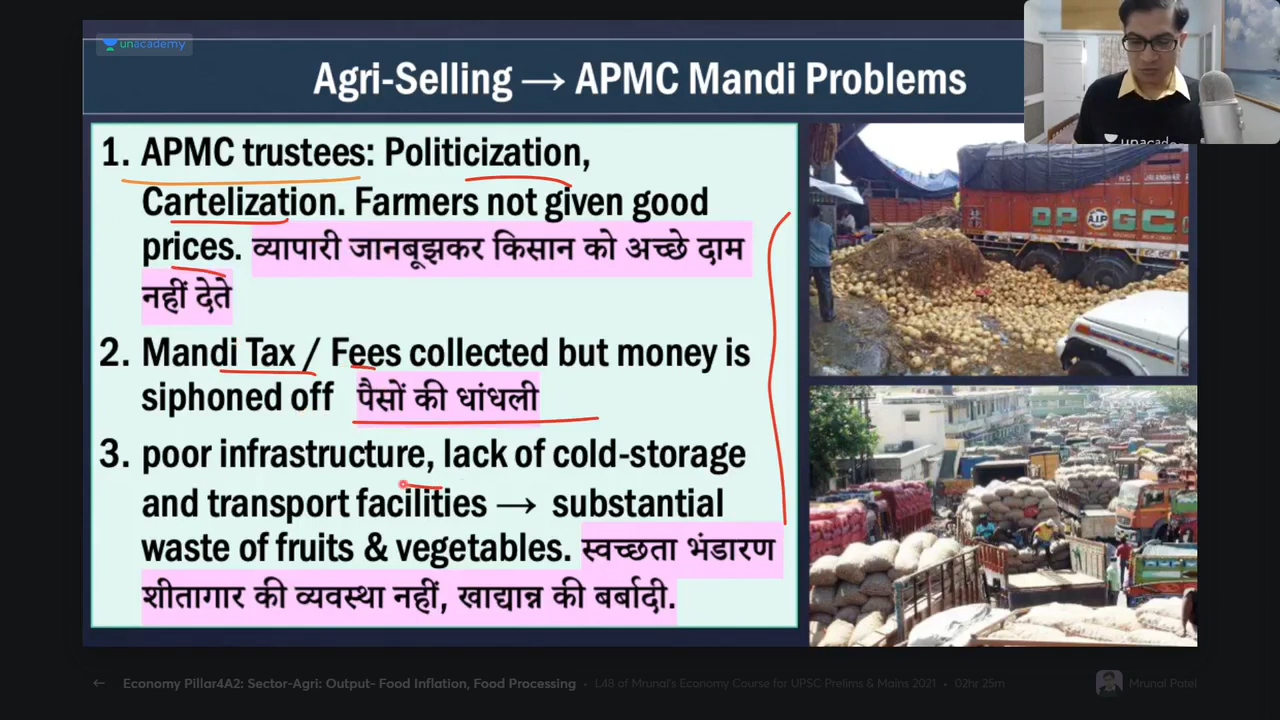 unacademy
Agri-Selling → APMC Mandi Problems
1. APMC trustees: Politicization,
Cartelization. Farmers not given good
prices. व्यापारी जानबूझकर किसान को अच्छे दाम
नहीं देते
2. Mandi Tax / Fees collected but money is
siphoned off पैसों की धांधली
3. poor infrastructure, lack of cold-storage
and transport facilities → substantial
waste of fruits & vegetables. स्वच्छता भंडारण
शीतागार की व्यवस्था नहीं, खाद्यान्न की बर्बादी.
unacademy
← Economy Pillar4A2: Sector-Agri: Output- Food Inflation, Food Processing • L48 of Mrunal's Economy Course for UPSC Prelims & Mains 2021 • 02hr 25m
Mrunal Patel